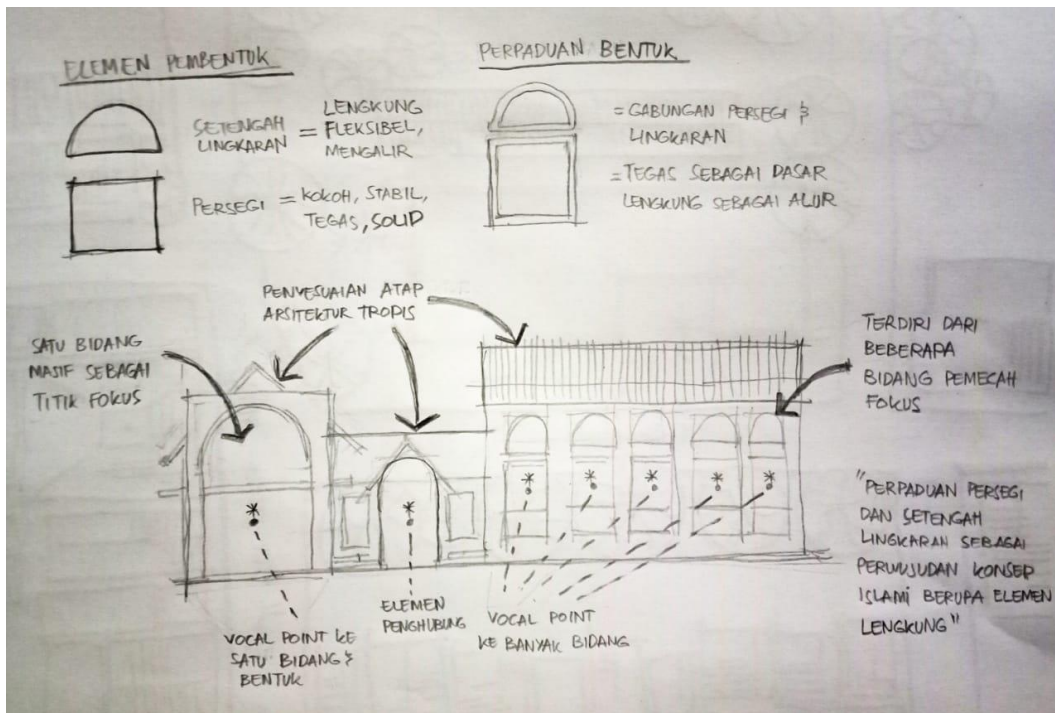 ELEMEN PEMBENTUK
SETENGAH
LINGKARAN
= LENGKUNG
FLEKSIBEL,
MENGALIR
PERSEGI = KOKOH, STABIL,
TEGAS, SOLID
PERPADUAN BENTUK
= GABUNGAN PERSEGI &
LINGKARAN
= TEGAS SEBAGAI DASAR
LENGKUNG SEBAGAI ALUR
PENYESUAIAN ATAP
ARSITEKTUR TROPIS
SATU BIDANG
MASIF SEBAGAI
TITIK FOKUS
TERDIRI DARI
BEBERAPA
BIDANG PEMECAH
FOKUS
"PERPADUAN PERSEGI
DAN SETENGAH
LINGKARAN SEBAGAI
PERWUJUDAN KONSEP
ISLAMI BERUPA ELEMEN
LENGKUNG"
VOCAL POINT KE
SATU BIDANG &
BENTUK
ELEMEN
PENGHUBUNG
VOCAL POINT
KE BANYAK BIDANG